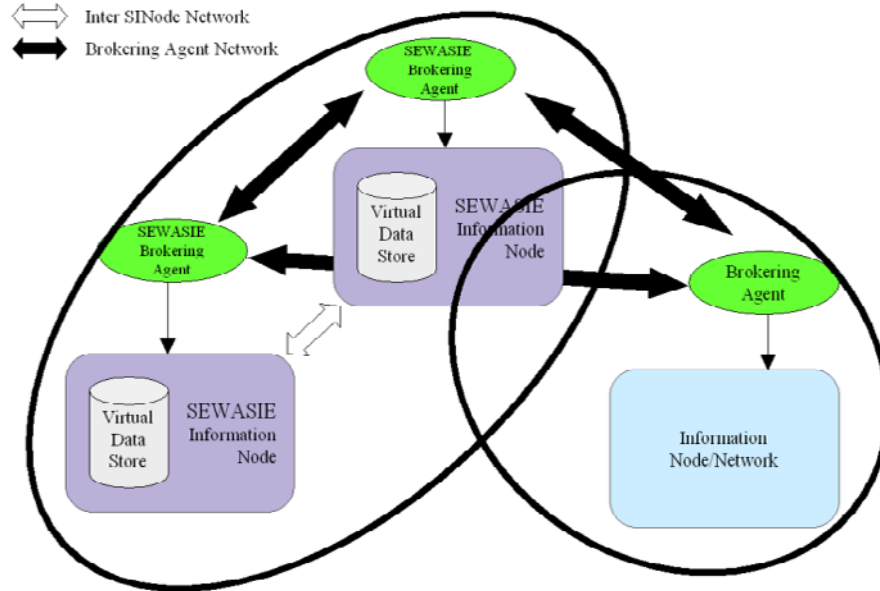 Inter SINode Network
Brokering Agent Network
SEWASIE
Brokering
Agent
Virtual
Data
Store
SEWASIE
Information
Node
SEWASIE
Brokering
Agent
Brokering
Agent
Virtual
Data
Store
SEWASIE
Information
Node
Information
Node/Network